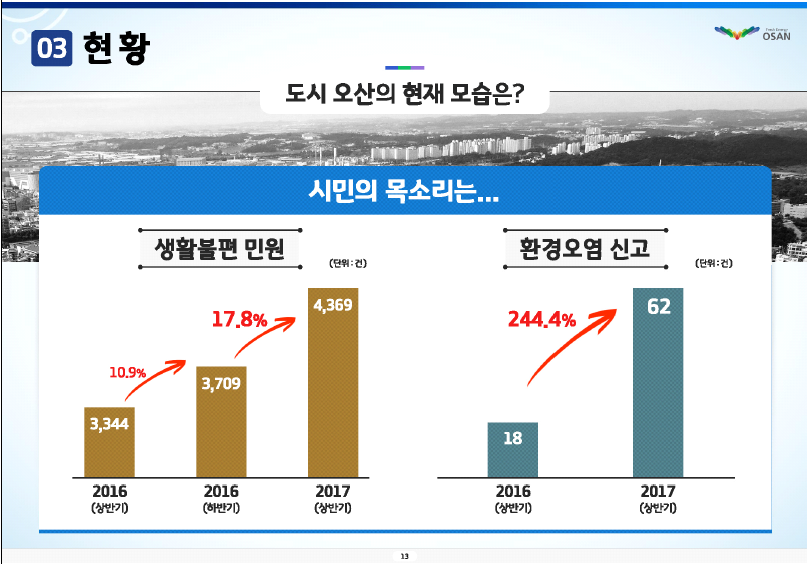 03 현황
OSAN
도시 오산의 현재 모습은?
시민의 목소리는...
생활불편 민원
(단위:건)
10.9%
17.8%
3,344
3,709
4,369
2016
(상반기)
2016
(하반기)
2017
(상반기)
환경오염 신고
(단위:건)
244.4%
18
62
2016
(상반기)
2017
(상반기)
13